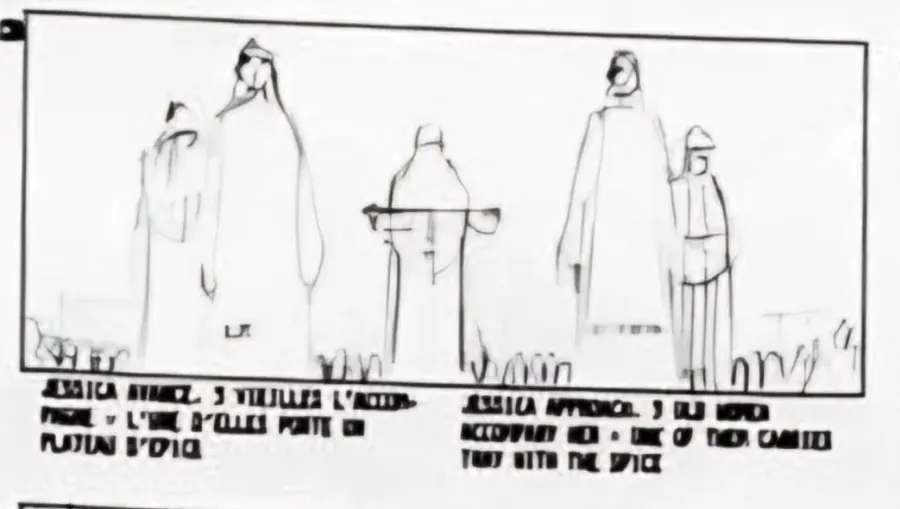 JESSICA AVANCE. 3 VIEILLES L'ACCOM-
PAGNE - L'UNE D'ELLES PORTE UN
PLATEAU D'EPICE
JESSICA APPROACH. 3 OLD WOMEN
ACCOMPANY HER - ONE OF THEM CARRIES
TRAY WITH THE SPICE